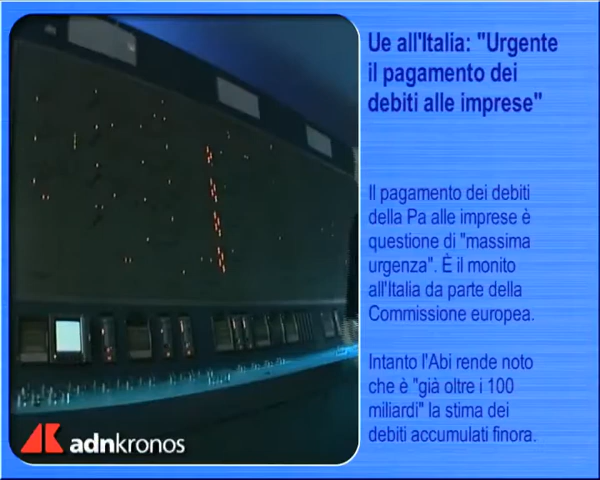 Ue all'Italia: "Urgente
il pagamento dei
debiti alle imprese"
Il pagamento dei debiti
della Pa alle imprese è
questione di "massima
urgenza". È il monito
all'Italia da parte della
Commissione europea.
Intanto l'Abi rende noto
che è "già oltre i 100
miliardi" la stima dei
debiti accumulati finora.
adnkronos